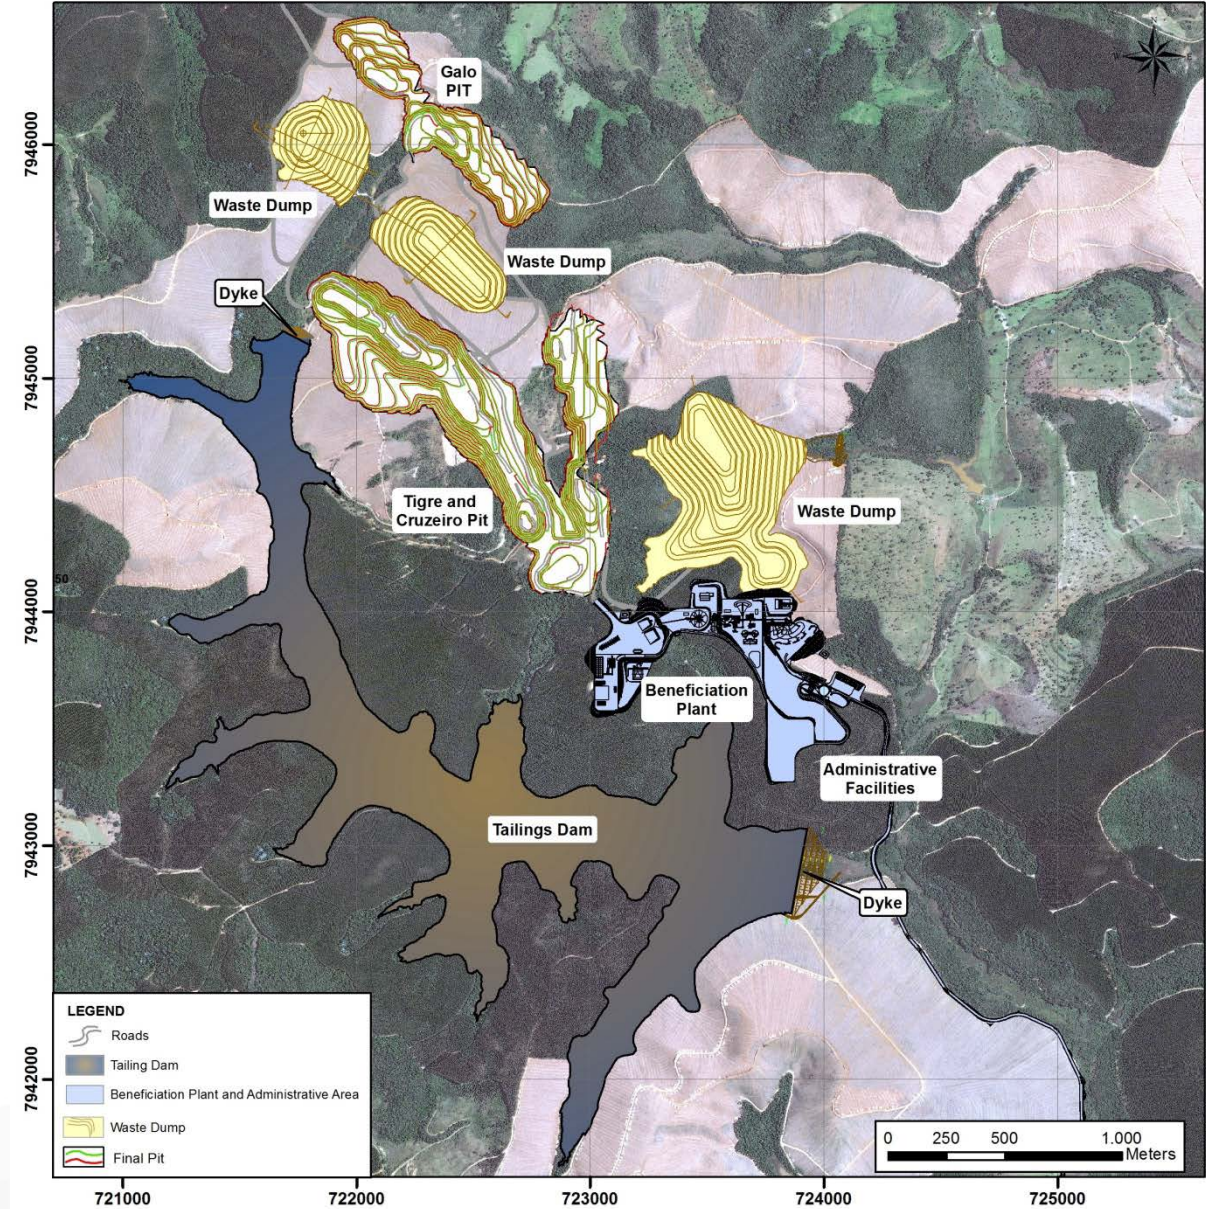 Galo
PIT
7946000
Waste Dump
Waste Dump
Dyke
7945000
Tigre and
Cruzeiro Pit
Waste Dump
50
7944000
Beneficiation
Plant
Administrative
Facilities
Tailings Dam
7943000
Dyke
LEGEND
Roads
Tailing Dam
Beneficiation Plant and Administrative Area
Waste Dump
Final Pit
7942000
0 250 500 1.000
Meters
721000 722000 723000 724000 725000